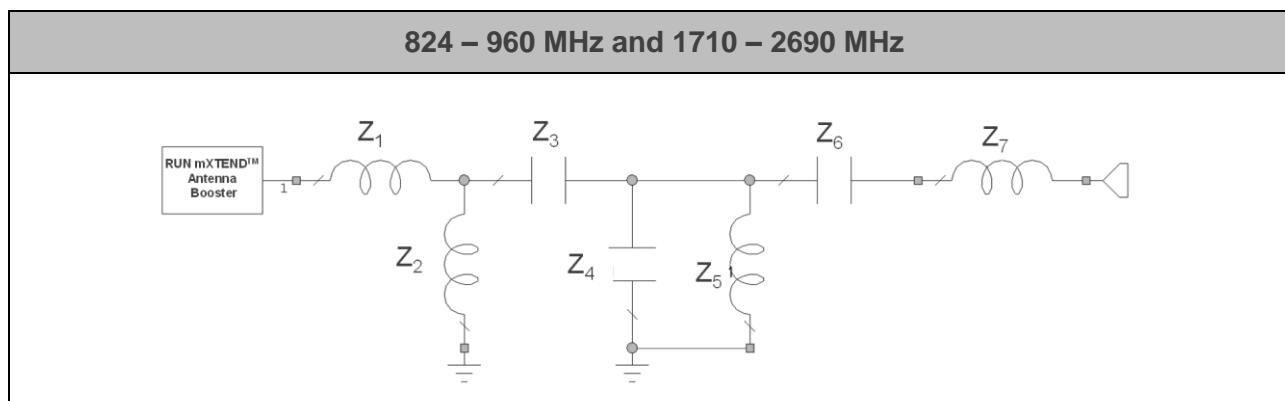 824 – 960 MHz and 1710 – 2690 MHz
Z1
Z3
Z6
Z7
RUN mXTEND™
Antenna
Booster
1
Z2
Z4
Z5 1